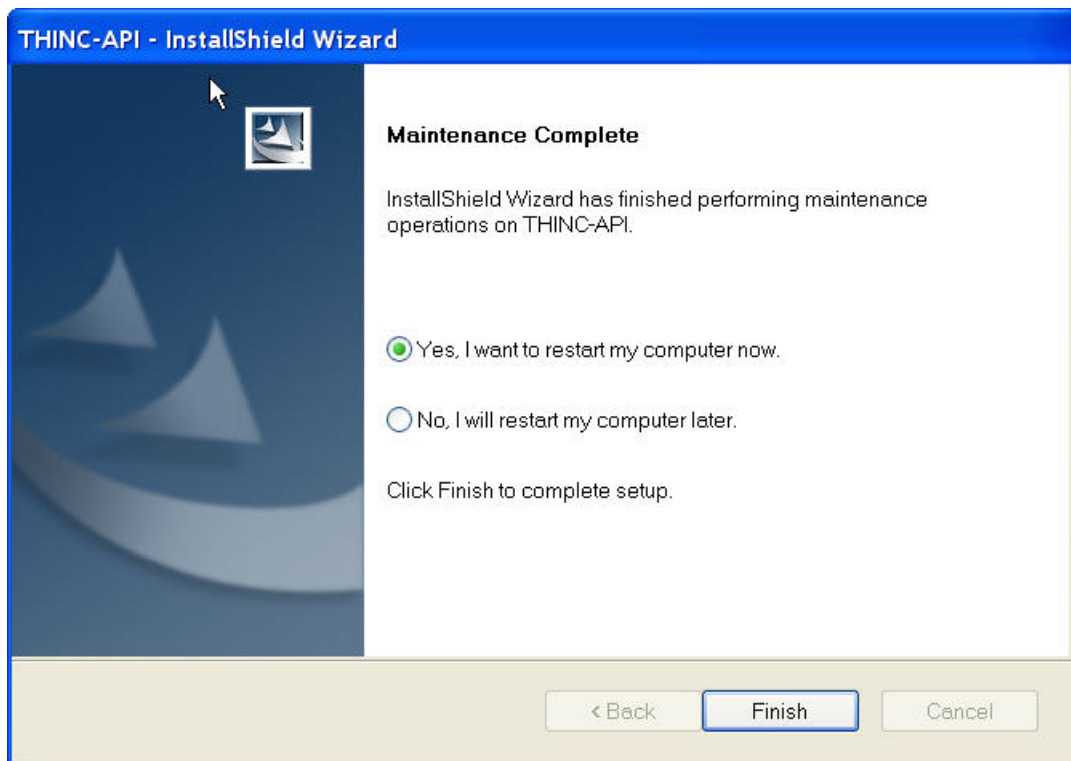 THINC-API - InstallShield Wizard
Maintenance Complete
InstallShield Wizard has finished performing maintenance
operations on THINC-API.
Yes, I want to restart my computer now.
No, I will restart my computer later.
Click Finish to complete setup.
< Back
Finish
Cancel